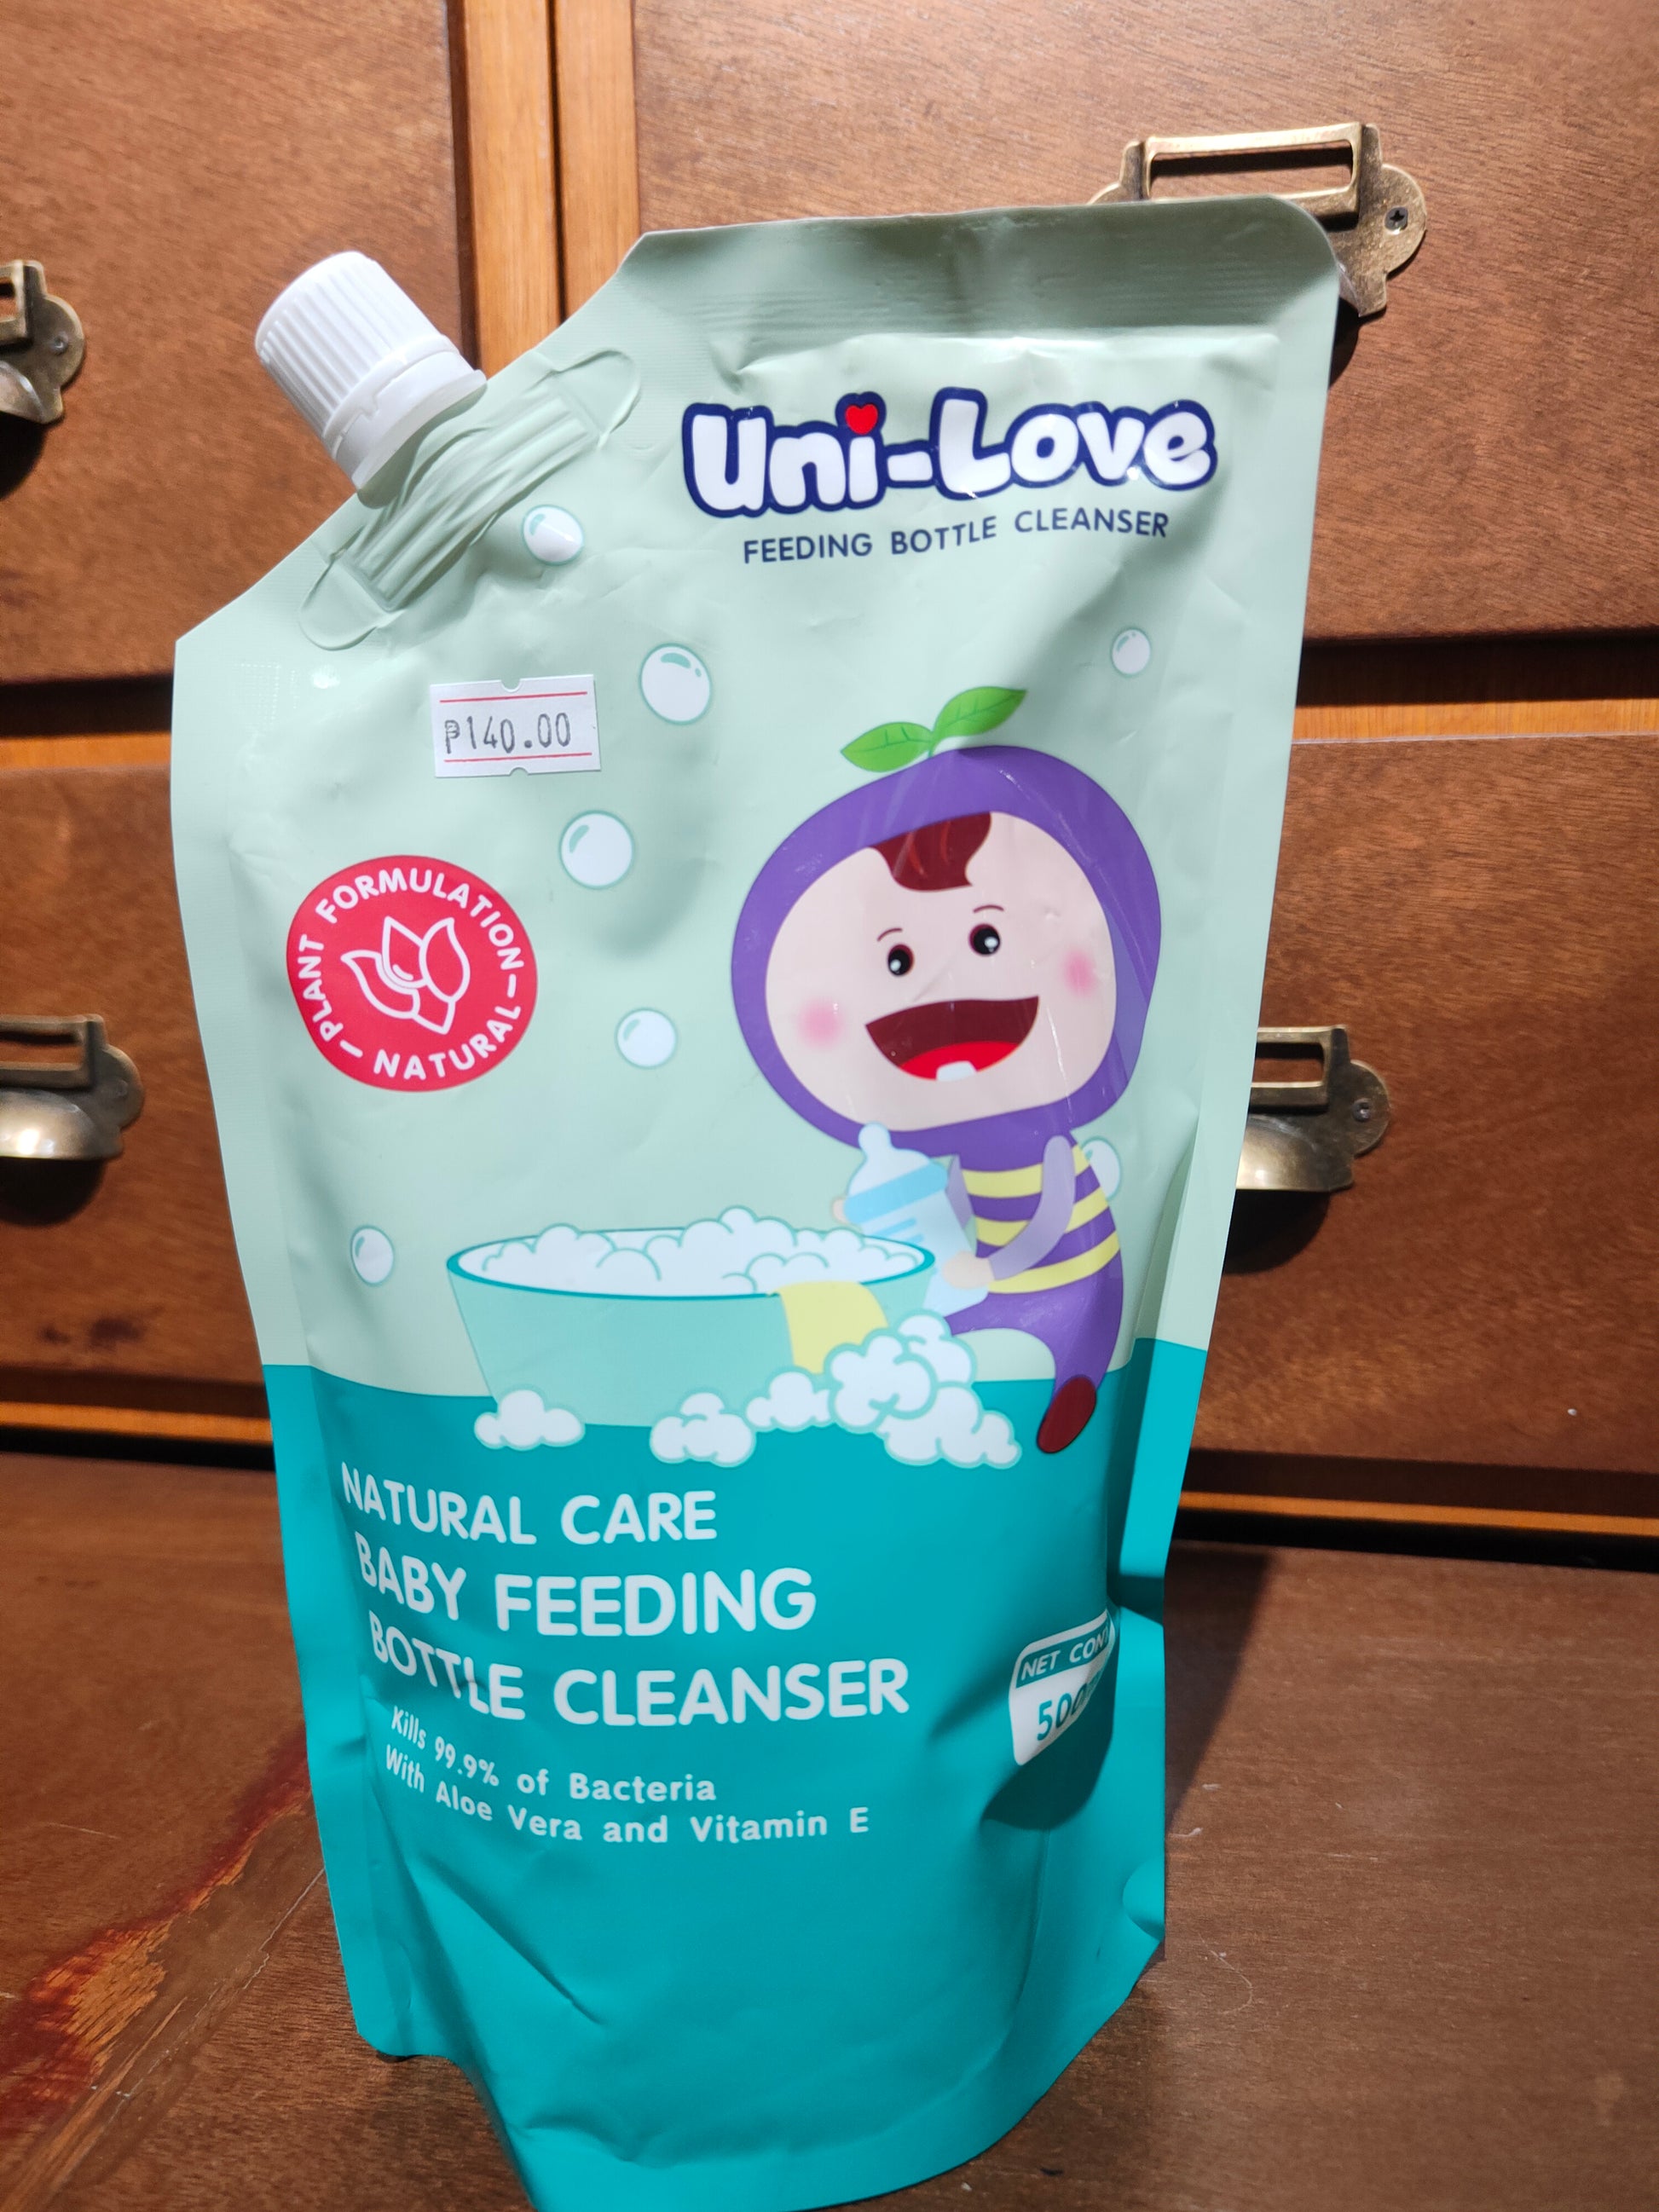 Uni-Love
FEEDING BOTTLE CLEANSER
₱140.00
PLANT FORMULATION
NATURAL
NATURAL CARE
BABY FEEDING
BOTTLE CLEANSER
Kills 99.9% of Bacteria
With Aloe Vera and Vitamin E
NET